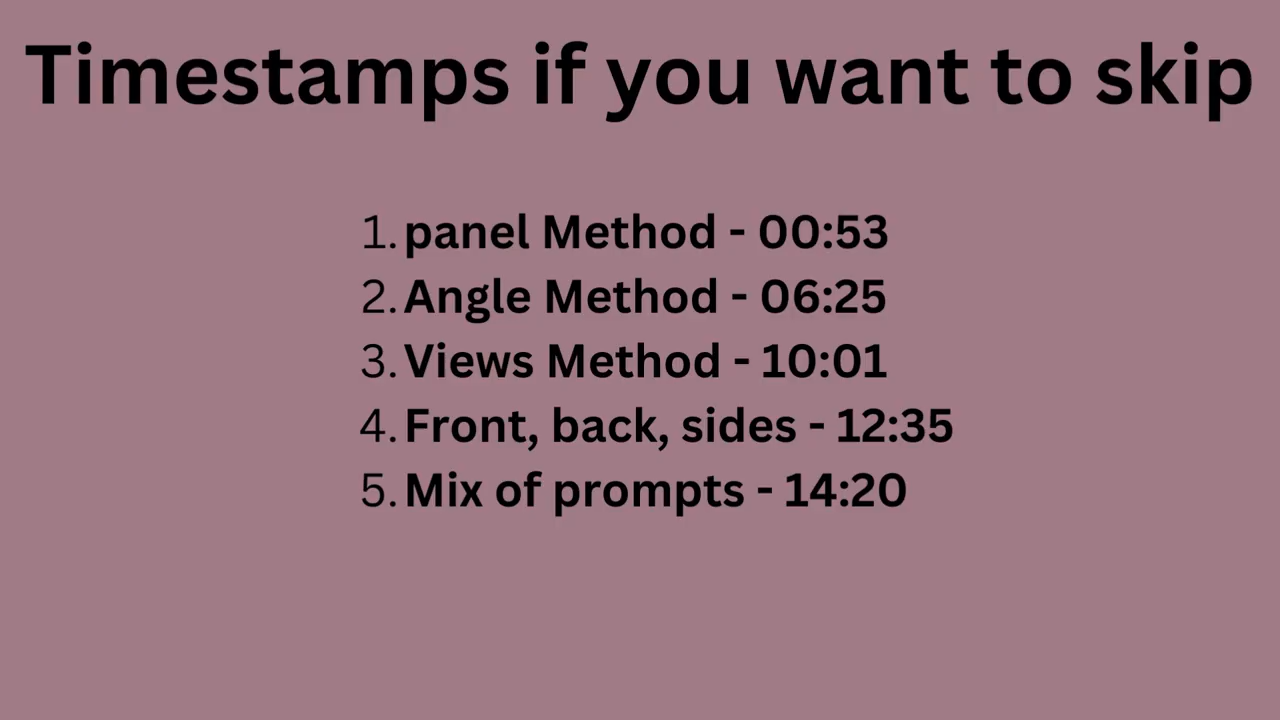 Timestamps if you want to skip
1. panel Method - 00:53
2. Angle Method - 06:25
3. Views Method - 10:01
4. Front, back, sides - 12:35
5. Mix of prompts - 14:20